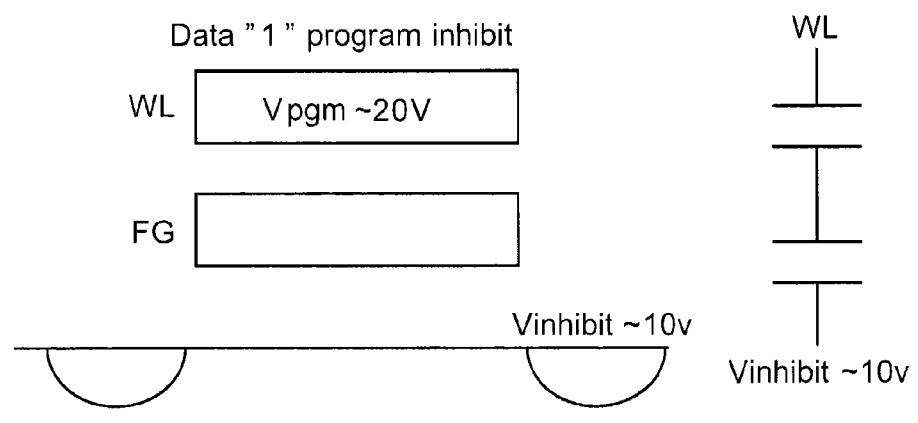 Data "1" program inhibit
WL
Vpgm ~20V
FG
Vinhibit ~10v
WL
Vinhibit ~10v